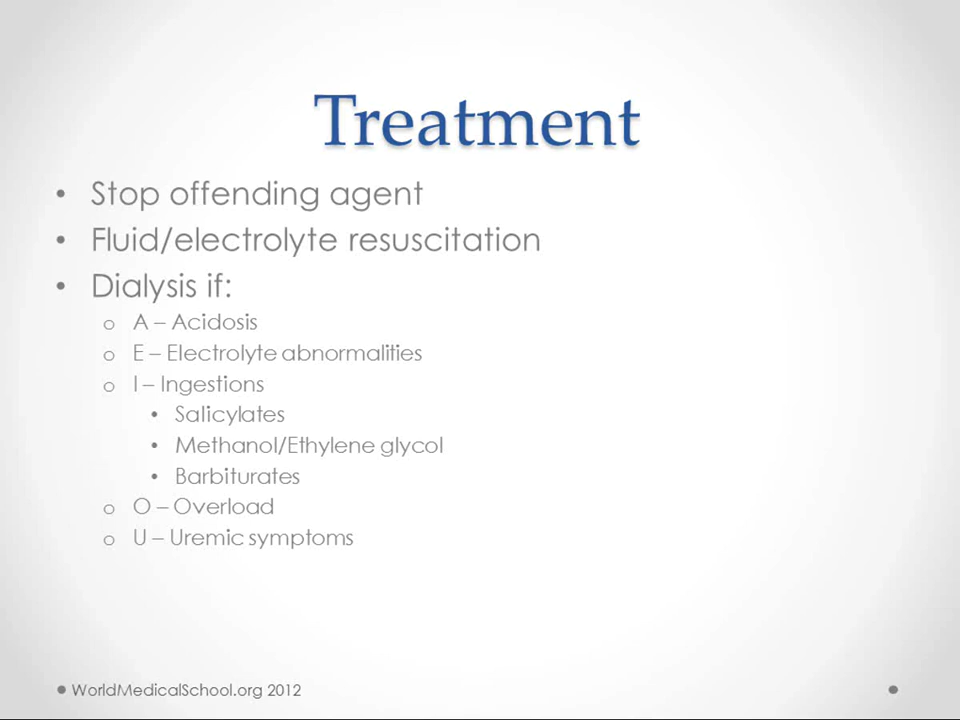 Treatment
• Stop offending agent
• Fluid/electrolyte resuscitation
• Dialysis if:
o A – Acidosis
o E – Electrolyte abnormalities
o I – Ingestions
• Salicylates
• Methanol/Ethylene glycol
• Barbiturates
o O – Overload
o U – Uremic symptoms
WorldMedicalSchool.org 2012